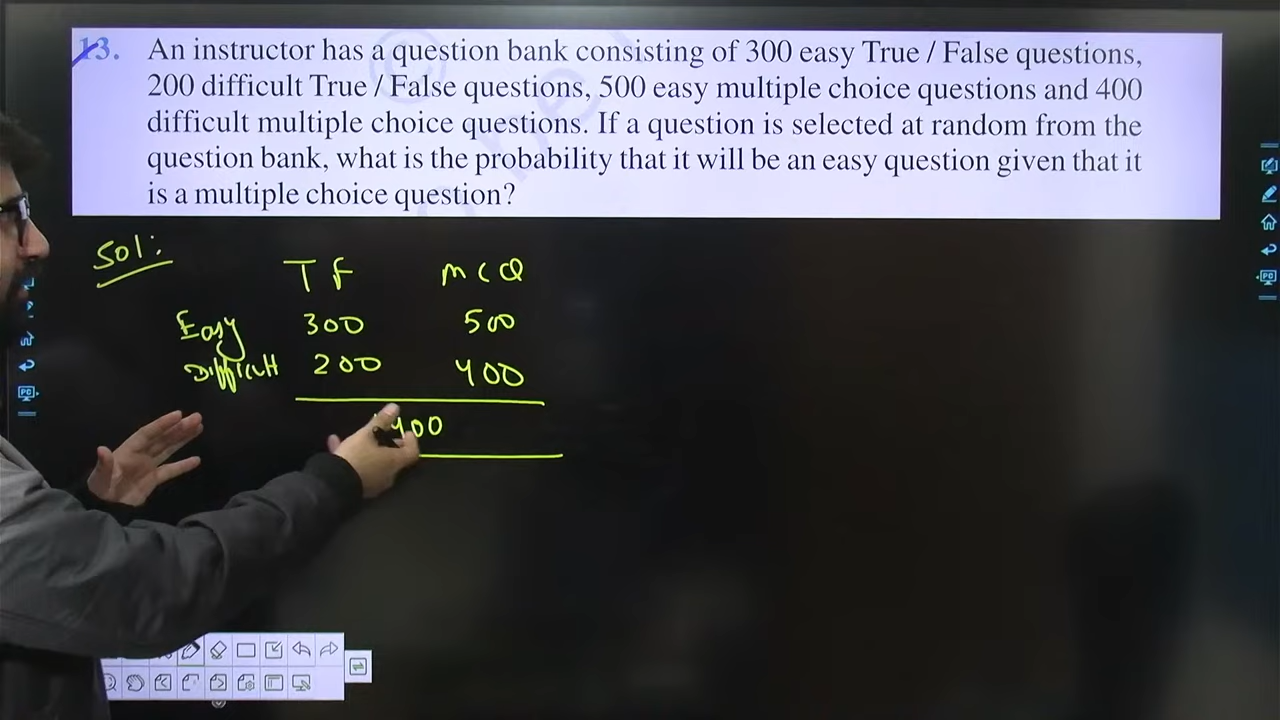 13. An instructor has a question bank consisting of 300 easy True / False questions,
200 difficult True / False questions, 500 easy multiple choice questions and 400
difficult multiple choice questions. If a question is selected at random from the
question bank, what is the probability that it will be an easy question given that it
is a multiple choice question?
Sol:
T F MCQ
Easy 300 500
Difficult 200 400